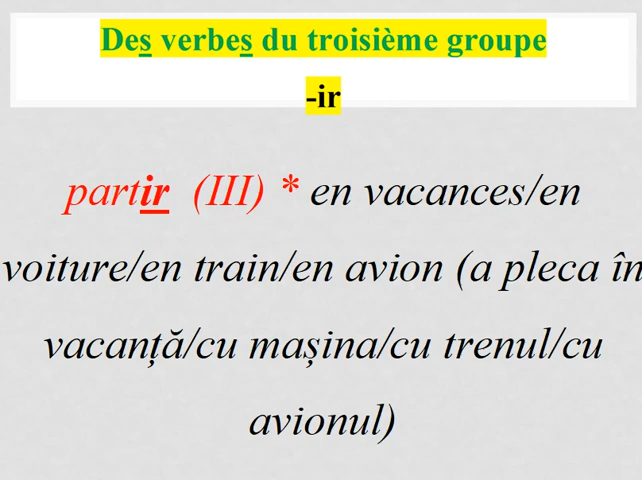 Des verbes du troisième groupe
-ir
partir (III) * en vacances/en
voiture/en train/en avion (a pleca în
vacanță/cu mașina/cu trenul/cu
avionul)